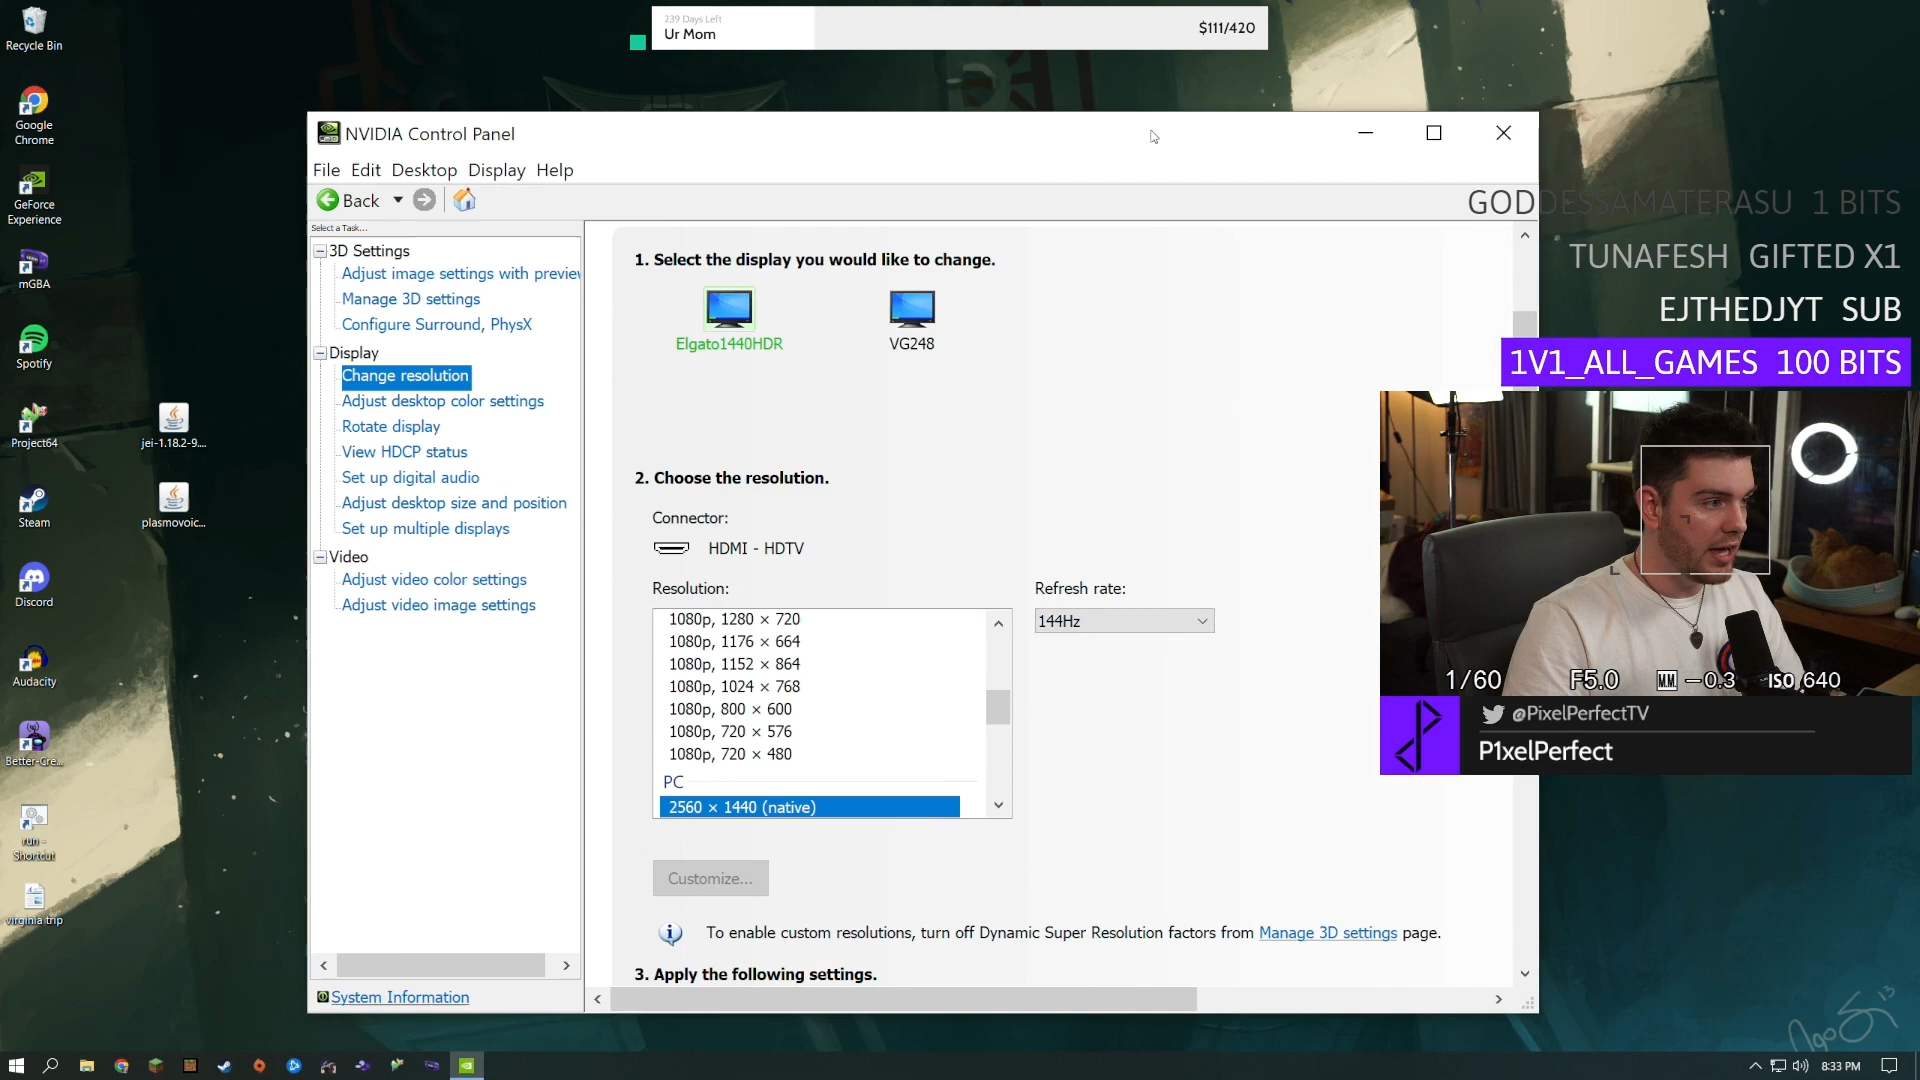 Recycle Bin
Google
Chrome
GeForce
Experience
mGBA
Spotify
Project64
Steam
Discord
Audacity
Better-Cre...
run -
Shortcut
virginia trip
jei-1.18.2-9....
plasmovoic...
239 Days Left
Ur Mom
$111/420
NVIDIA Control Panel
File Edit Desktop Display Help
Back
Select a Task...
3D Settings
Adjust image settings with preview
Manage 3D settings
Configure Surround, PhysX
Display
Change resolution
Adjust desktop color settings
Rotate display
View HDCP status
Set up digital audio
Adjust desktop size and position
Set up multiple displays
Video
Adjust video color settings
Adjust video image settings
System Information
1. Select the display you would like to change.
Elgato1440HDR
VG248
2. Choose the resolution.
Connector:
HDMI - HDTV
Resolution:
1080p, 1280 × 720
1080p, 1176 × 664
1080p, 1152 × 864
1080p, 1024 × 768
1080p, 800 × 600
1080p, 720 × 576
1080p, 720 × 480
PC
2560 × 1440 (native)
Refresh rate:
144Hz
Customize...
To enable custom resolutions, turn off Dynamic Super Resolution factors from Manage 3D settings page.
3. Apply the following settings.
GODDESSAMATERASU 1 BITS
TUNAFESH GIFTED X1
EJTHEDJYT SUB
1V1_ALL_GAMES 100 BITS
1/60 F5.0 M.M. −0.3 ISO 640
@PixelPerfectTV
P1xelPerfect
8:33 PM